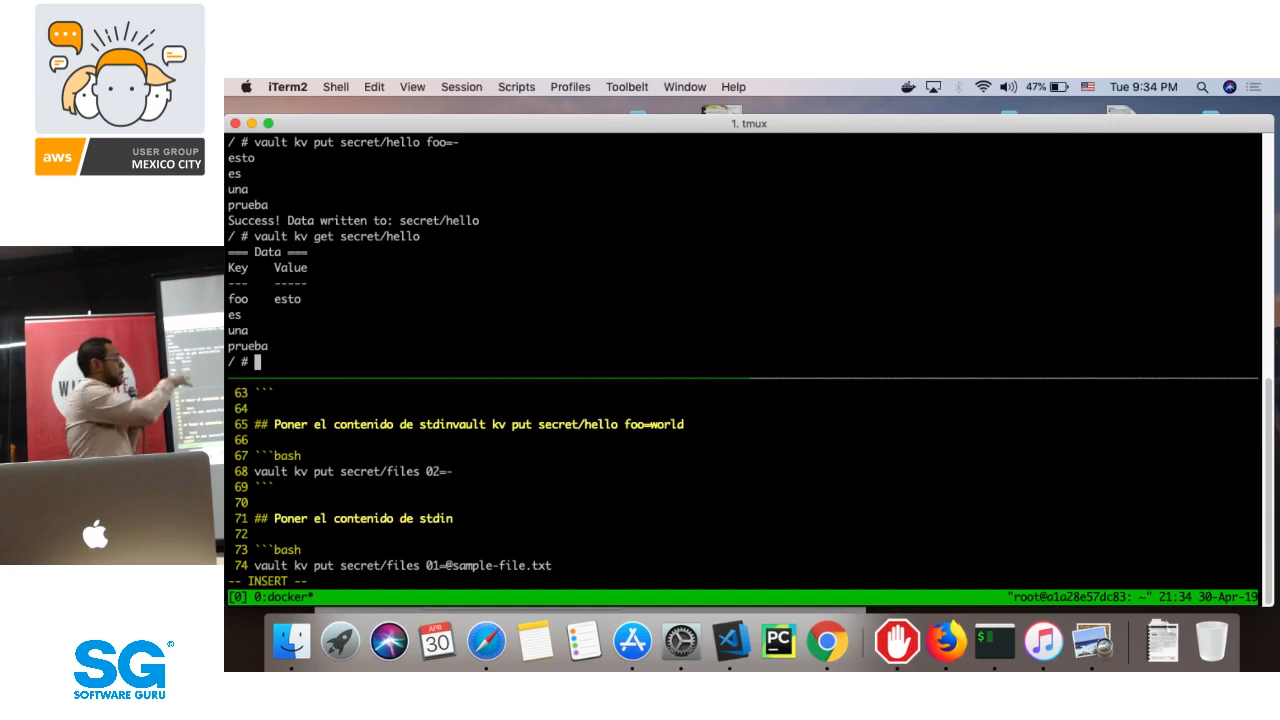 aws
USER GROUP
MEXICO CITY
iTerm2 Shell Edit View Session Scripts Profiles Toolbelt Window Help 47% Tue 9:34 PM
1. tmux
/ # vault kv put secret/hello foo=-
esto
es
una
prueba
Success! Data written to: secret/hello
/ # vault kv get secret/hello
=== Data ===
Key Value
--- -----
foo esto
es
una
prueba
/ #
63 ```
64
65 ## Poner el contenido de stdinvault kv put secret/hello foo=world
66
67 ```bash
68 vault kv put secret/files 02=-
69 ```
70
71 ## Poner el contenido de stdin
72
73 ```bash
74 vault kv put secret/files 01=@sample-file.txt
-- INSERT --
[0] 0:docker* "root@a1a28e57dc83: ~" 21:34 30-Apr-19
APR
30
PC
$
SG®
SOFTWARE GURU